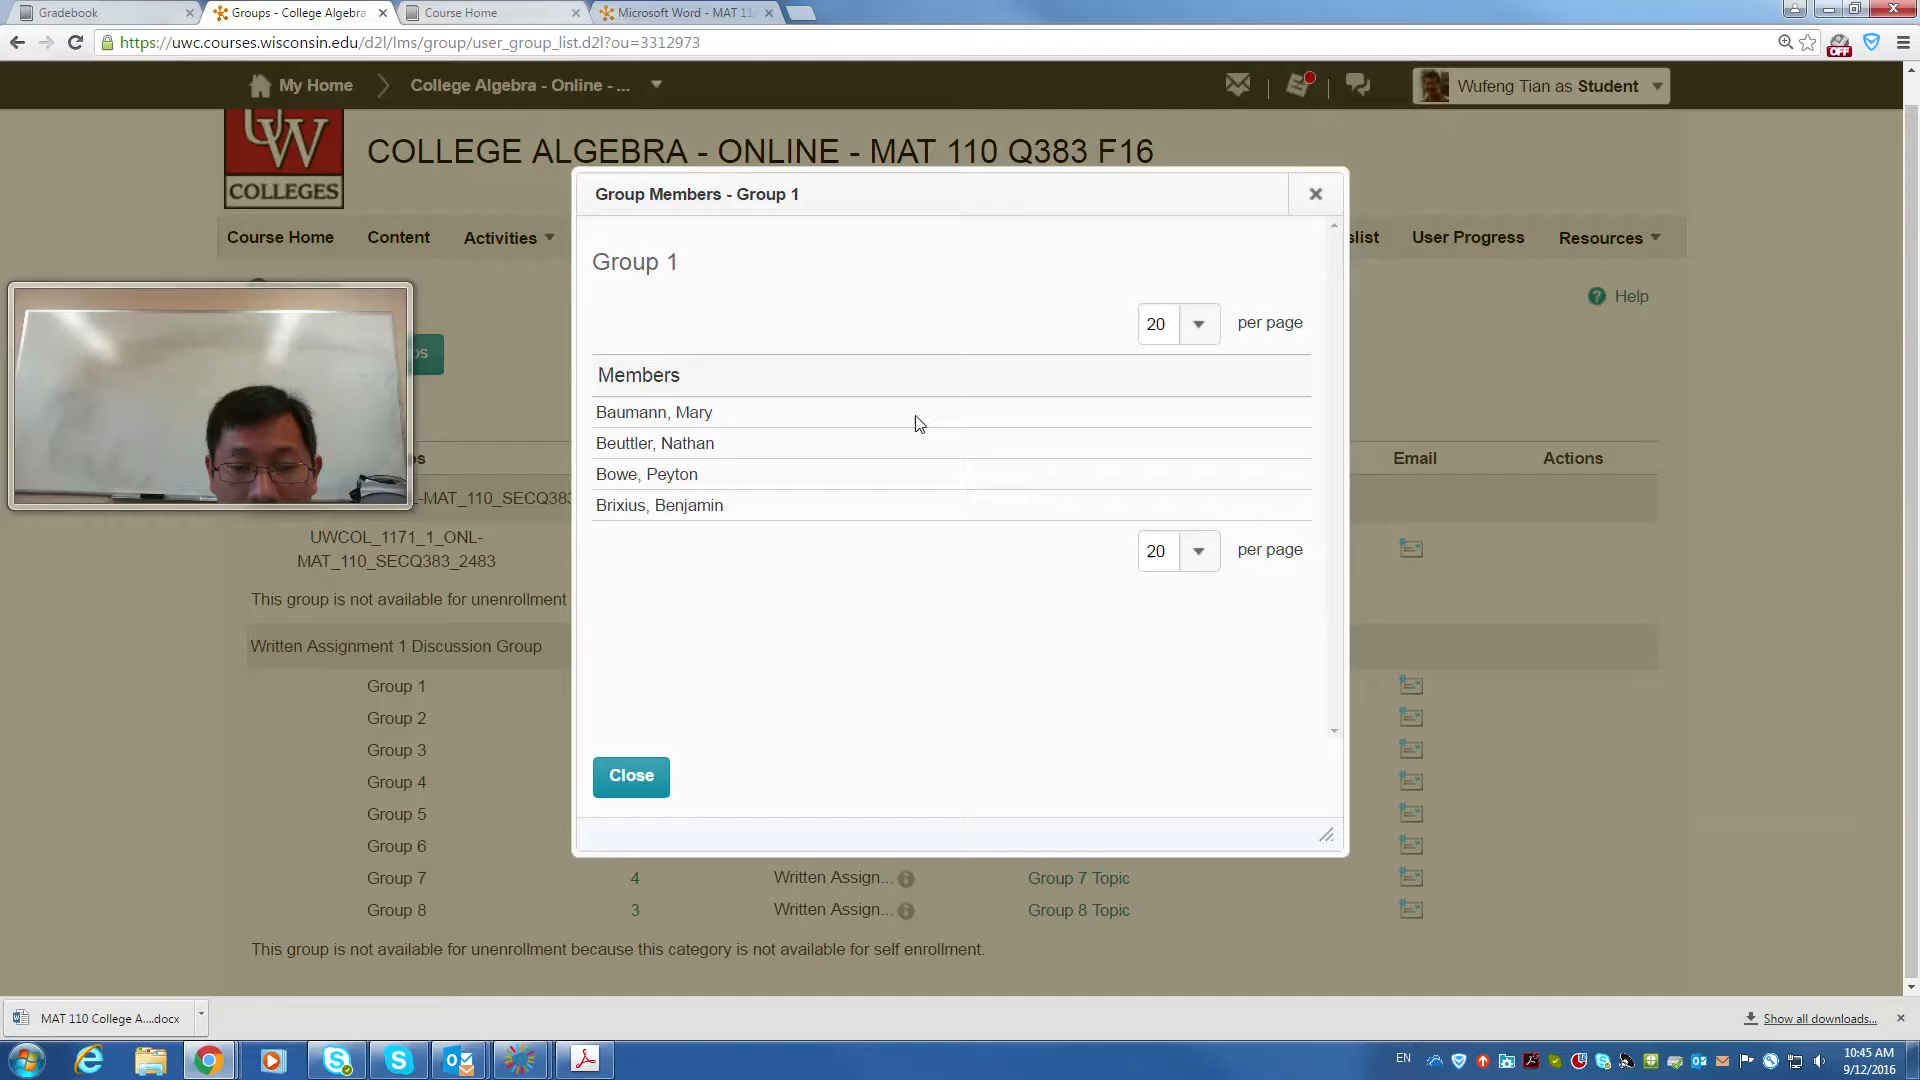 Gradebook
Groups - College Algebra
Course Home
Microsoft Word - MAT 11
https://uwc.courses.wisconsin.edu/d2l/lms/group/user_group_list.d2l?ou=3312973
OFF
My Home
College Algebra - Online - ...
Wufeng Tian as Student
UW
COLLEGES
COLLEGE ALGEBRA - ONLINE - MAT 110 Q383 F16
Course Home
Content
Activities
slist
User Progress
Resources
Help
Group Members - Group 1
Group 1
20
per page
Members
Baumann, Mary
Beuttler, Nathan
Bowe, Peyton
Brixius, Benjamin
20
per page
Close
Email
Actions
-MAT_110_SECQ383
UWCOL_1171_1_ONL-
MAT_110_SECQ383_2483
This group is not available for unenrollment
Written Assignment 1 Discussion Group
Group 1
Group 2
Group 3
Group 4
Group 5
Group 6
Group 7
4
Written Assign...
Group 7 Topic
Group 8
3
Written Assign...
Group 8 Topic
This group is not available for unenrollment because this category is not available for self enrollment.
MAT 110 College A....docx
Show all downloads...
EN
10:45 AM
9/12/2016